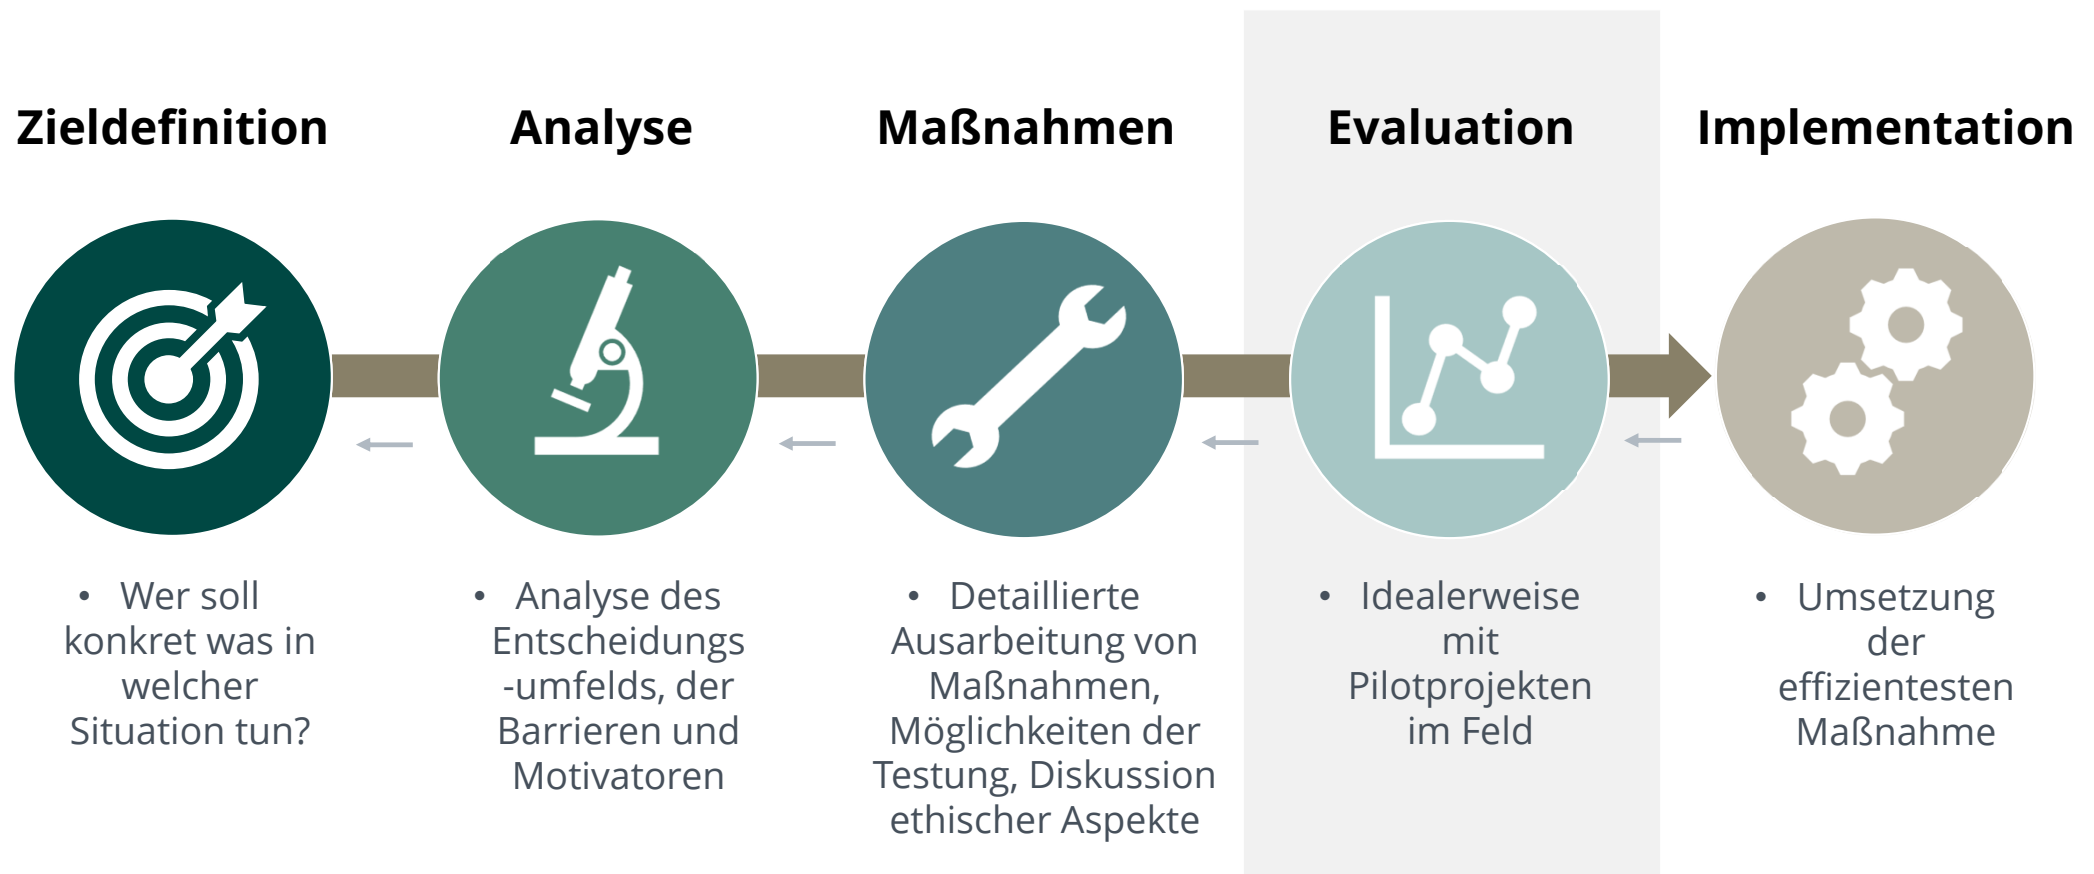 Zieldefinition
• Wer soll
konkret was in
welcher
Situation tun?
Analyse
• Analyse des
Entscheidungs
-umfelds, der
Barrieren und
Motivatoren
Maßnahmen
• Detaillierte
Ausarbeitung von
Maßnahmen,
Möglichkeiten der
Testung, Diskussion
ethischer Aspekte
Evaluation
• Idealerweise
mit
Pilotprojekten
im Feld
Implementation
• Umsetzung
der
effizientesten
Maßnahme